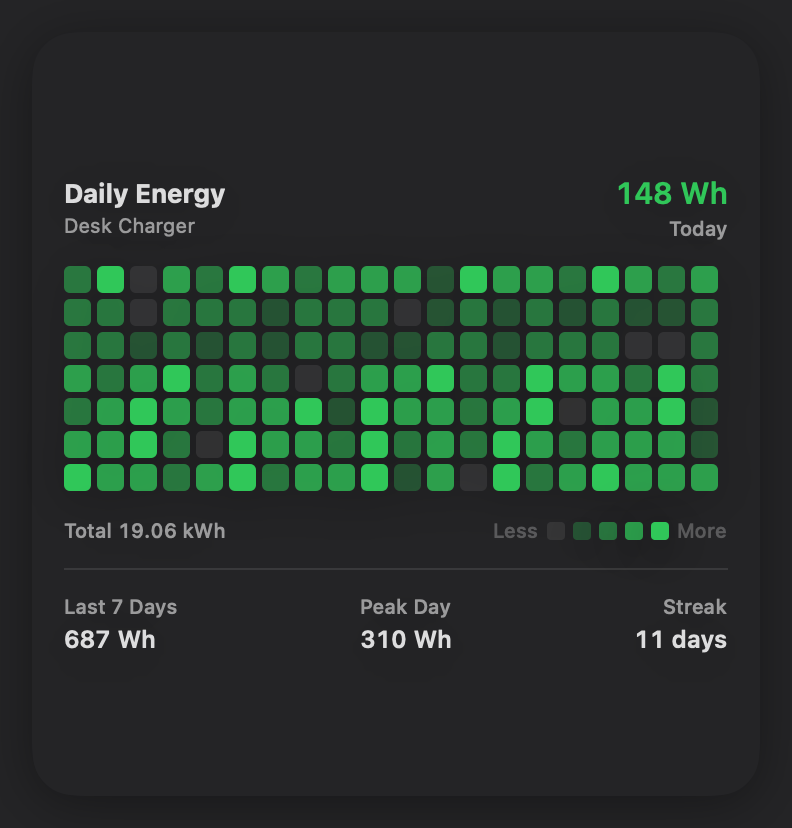 Daily Energy
148 Wh
Desk Charger
Today
Total 19.06 kWh
Less
More
Last 7 Days
Peak Day
Streak
687 Wh
310 Wh
11 days